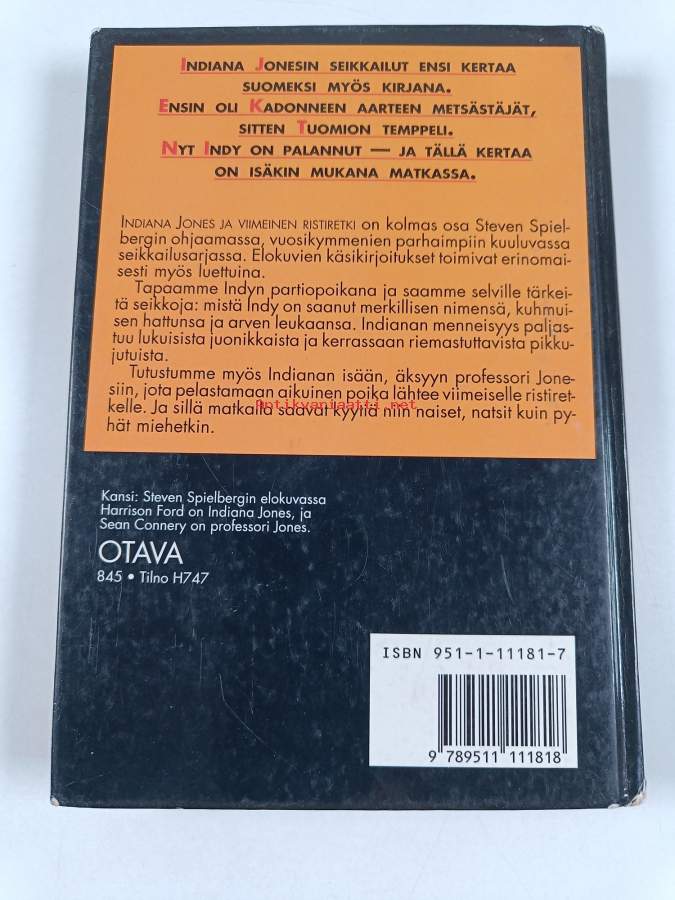 INDIANA JONESIN SEIKKAILUT ENSI KERTAA
SUOMEKSI MYÖS KIRJANA.
ENSIN OLI KADONNEEN AARTEEN METSÄSTÄJÄT,
SITTEN TUOMION TEMPPELI.
NYT INDY ON PALANNUT — JA TÄLLÄ KERTAA
ON ISÄKIN MUKANA MATKASSA.
INDIANA JONES JA VIIMEINEN RISTIRETKI on kolmas osa Steven Spiel-
bergin ohjaamassa, vuosikymmenien parhaimpiin kuuluvassa
seikkailusarjassa. Elokuvien käsikirjoitukset toimivat erinomai-
sesti myös luettuina.
Tapaamme Indyn partiopoikana ja saamme selville tärkei-
tä seikkoja: mistä Indy on saanut merkillisen nimensä, kuhmui-
sen hattunsa ja arven leukaansa. Indianan menneisyys paljas-
tuu lukuisista juonikkaista ja kerrassaan riemastuttavista pikku-
jutuista.
Tutustumme myös Indianan isään, äksyyn professori Jone-
siin, jota pelastamaan aikuinen poika lähtee viimeiselle ristiret-
kelle. Ja sillä matkalla saavat kyytiä niin naiset, natsit kuin py-
hät miehetkin.
Antikvariaatti.net
Kansi: Steven Spielbergin elokuvassa
Harrison Ford on Indiana Jones, ja
Sean Connery on professori Jones.
OTAVA
845 • Tilno H747
ISBN 951-1-11181-7
9 789511 111818